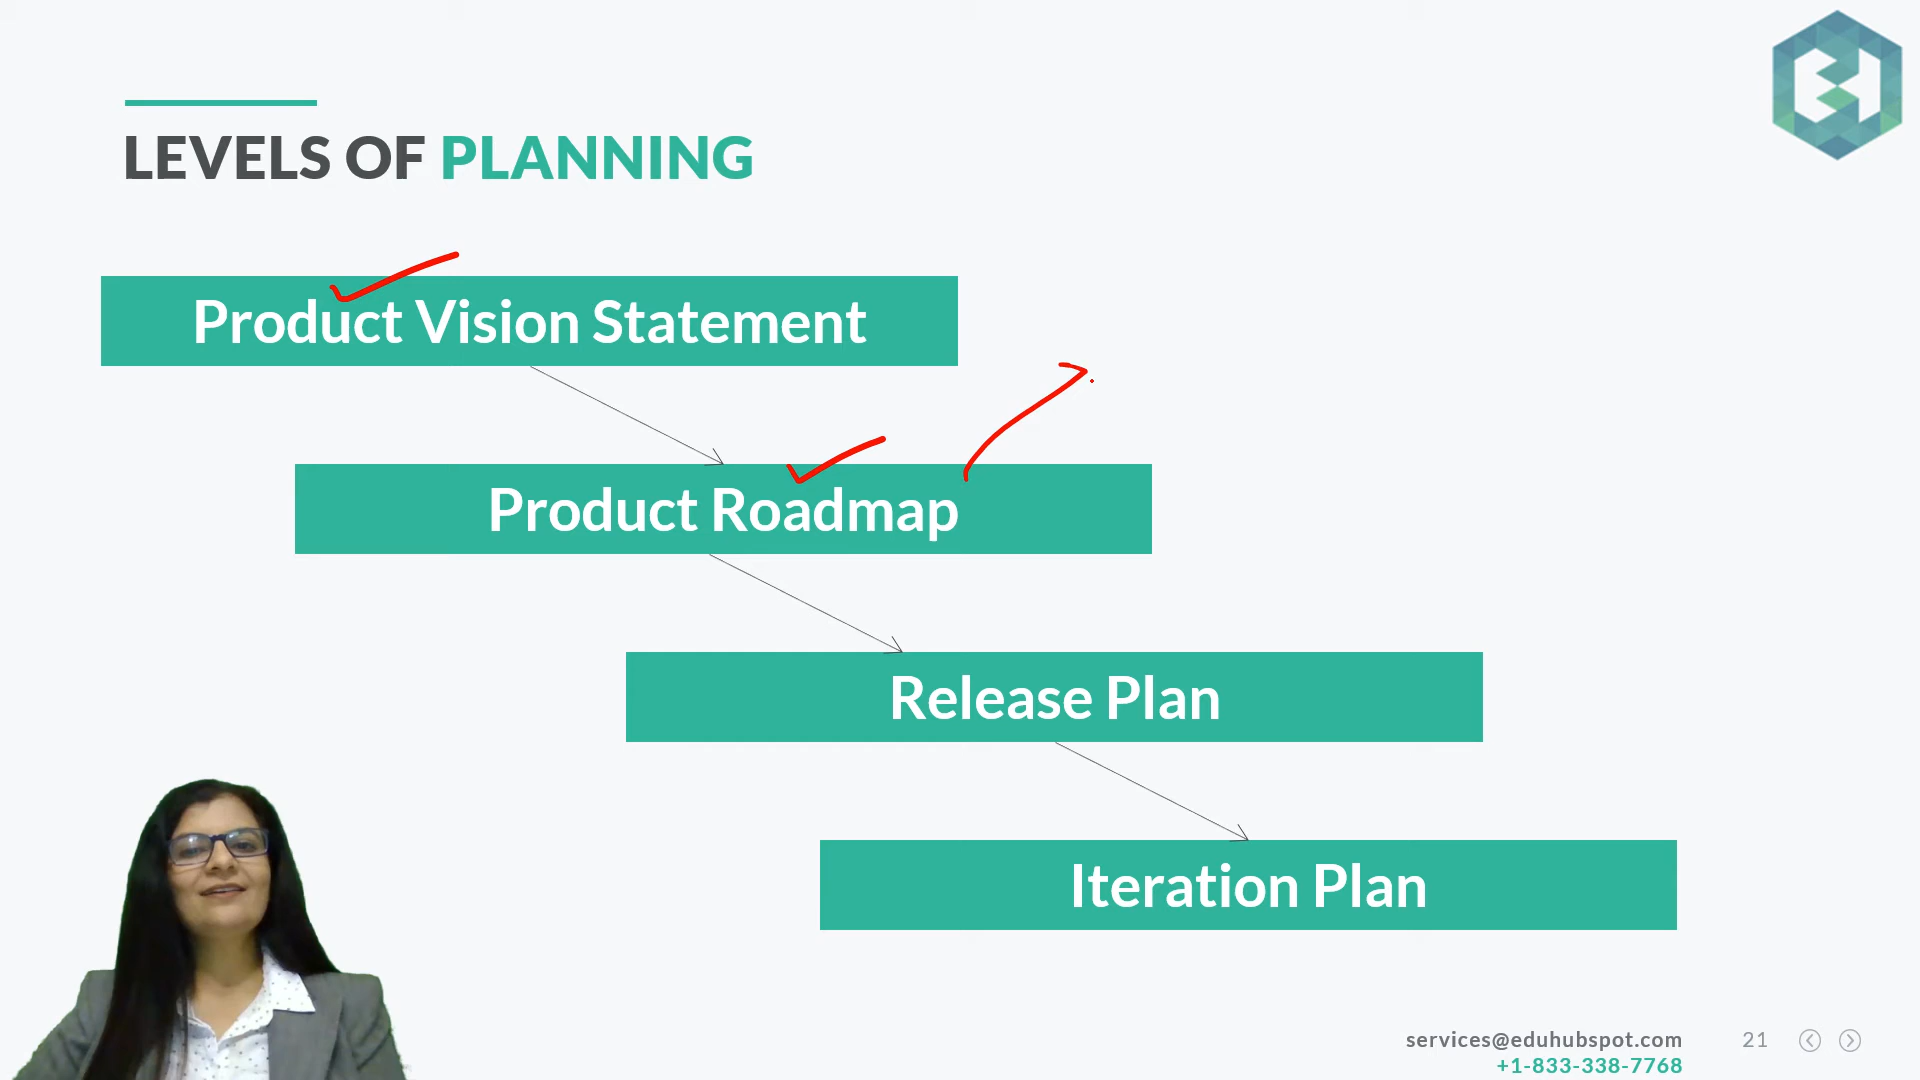 LEVELS OF PLANNING
Product Vision Statement
Product Roadmap
Release Plan
Iteration Plan
services@eduhubspot.com
21
+1-833-338-7768